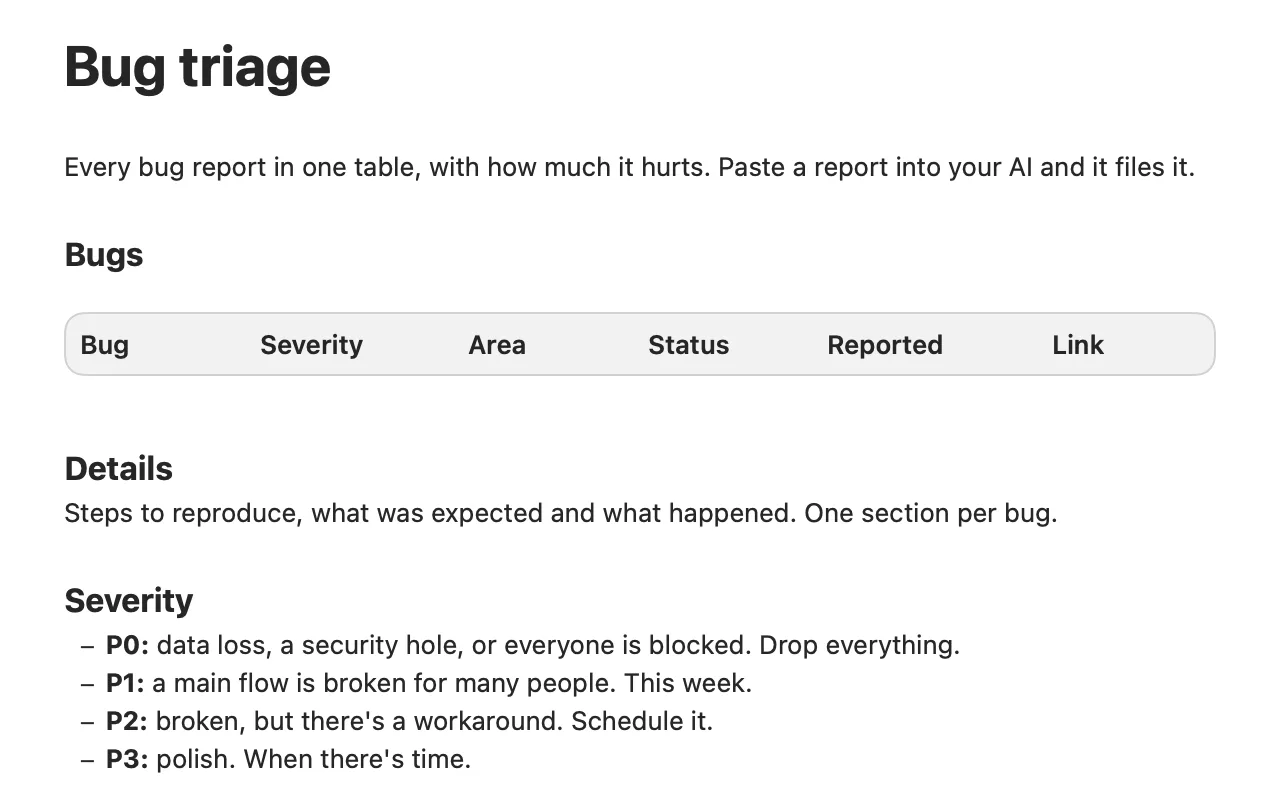 Bug triage
Every bug report in one table, with how much it hurts. Paste a report into your AI and it files it.
Bugs
Bug Severity Area Status Reported Link
Details
Steps to reproduce, what was expected and what happened. One section per bug.
Severity
– P0: data loss, a security hole, or everyone is blocked. Drop everything.
– P1: a main flow is broken for many people. This week.
– P2: broken, but there's a workaround. Schedule it.
– P3: polish. When there's time.